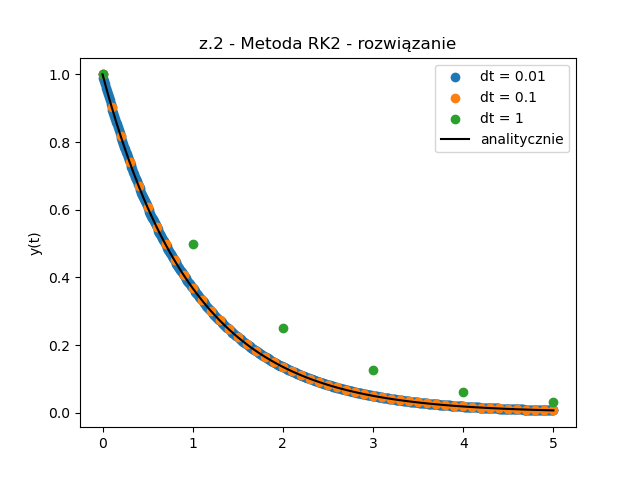 z.2 - Metoda RK2 - rozwiązanie
dt = 0.01
dt = 0.1
dt = 1
analitycznie
y(t)
1.0
0.8
0.6
0.4
0.2
0.0
0 1 2 3 4 5